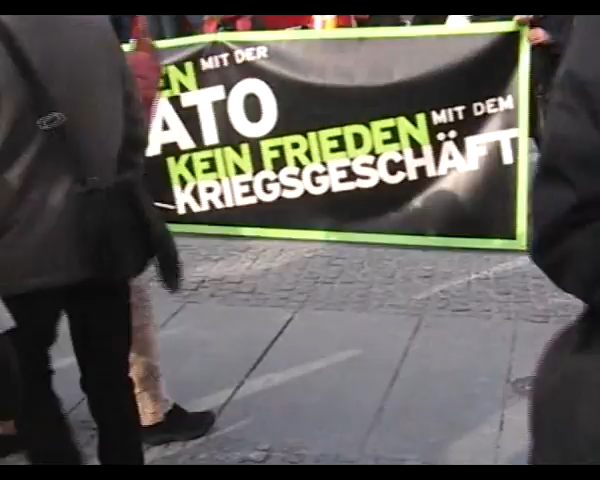 EN MIT DER
ATO
KEIN FRIEDEN MIT DEM
KRIEGSGESCHÄFT